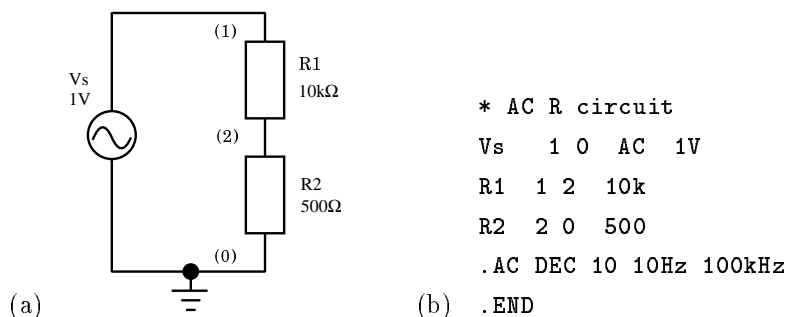 (1)
R1
10kΩ
Vs
1V
(2)
R2
500Ω
(0)
(a)
* AC R circuit
Vs 1 0 AC 1V
R1 1 2 10k
R2 2 0 500
.AC DEC 10 10Hz 100kHz
(b) .END